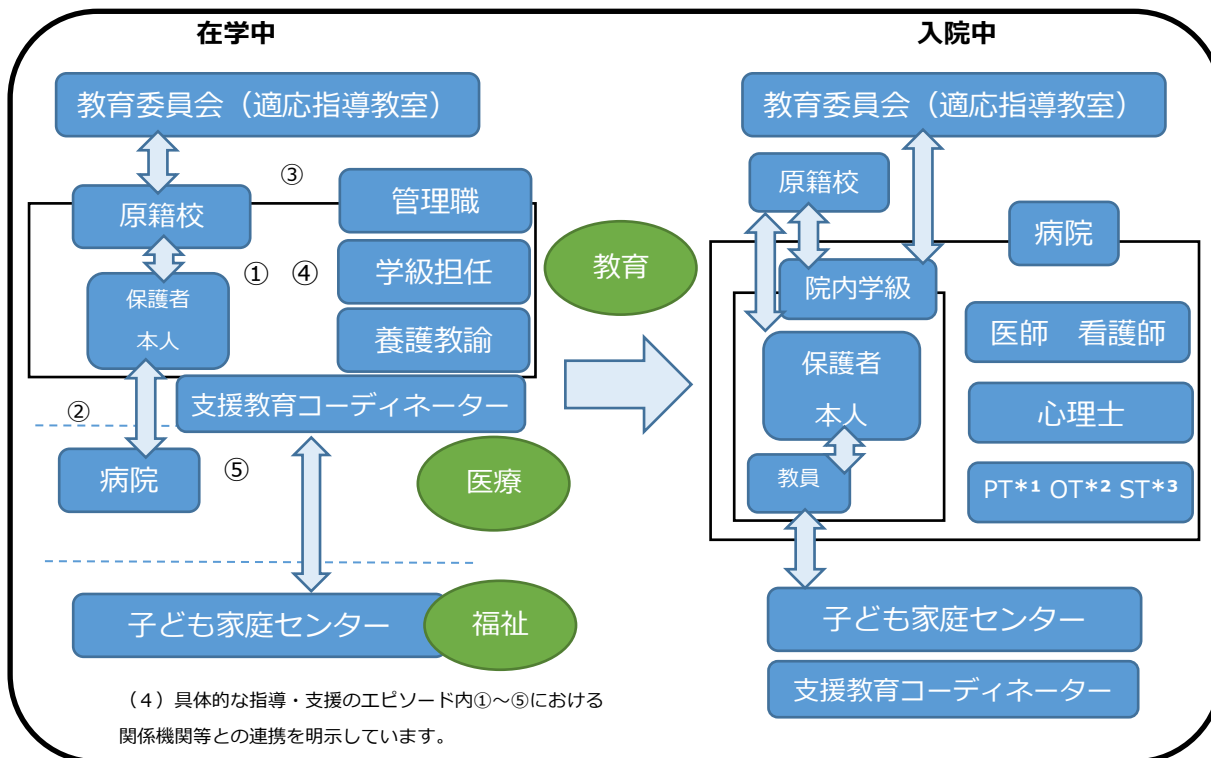 在学中
教育委員会（適応指導教室）
③
原籍校
管理職
① ④
学級担任
保護者
本人
養護教諭
支援教育コーディネーター
②
病院
⑤
子ども家庭センター
教育
医療
福祉
（４）具体的な指導・支援のエピソード内①～⑤における
関係機関等との連携を明示しています。
入院中
教育委員会（適応指導教室）
原籍校
病院
院内学級
医師　看護師
保護者
本人
心理士
教員
PT*1 OT*2 ST*3
子ども家庭センター
支援教育コーディネーター